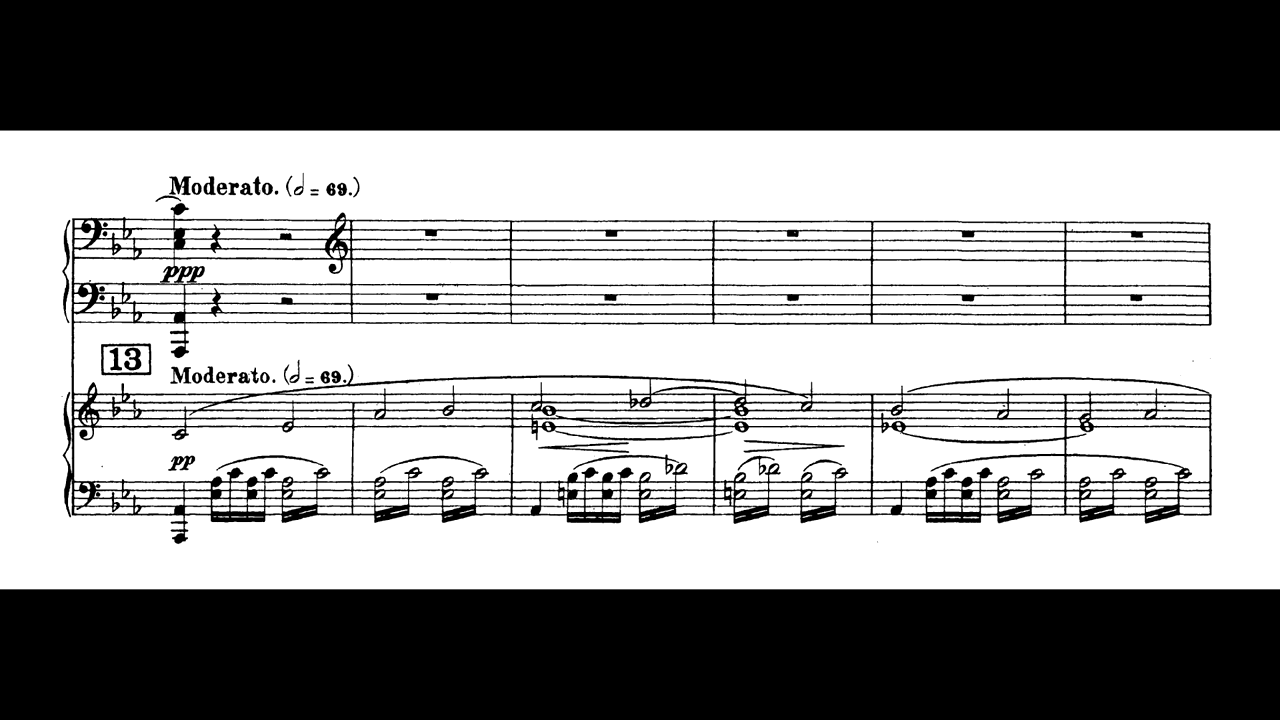 Moderato. (𝅗𝅥 = 69.)
ppp
13
Moderato. (𝅗𝅥 = 69.)
pp